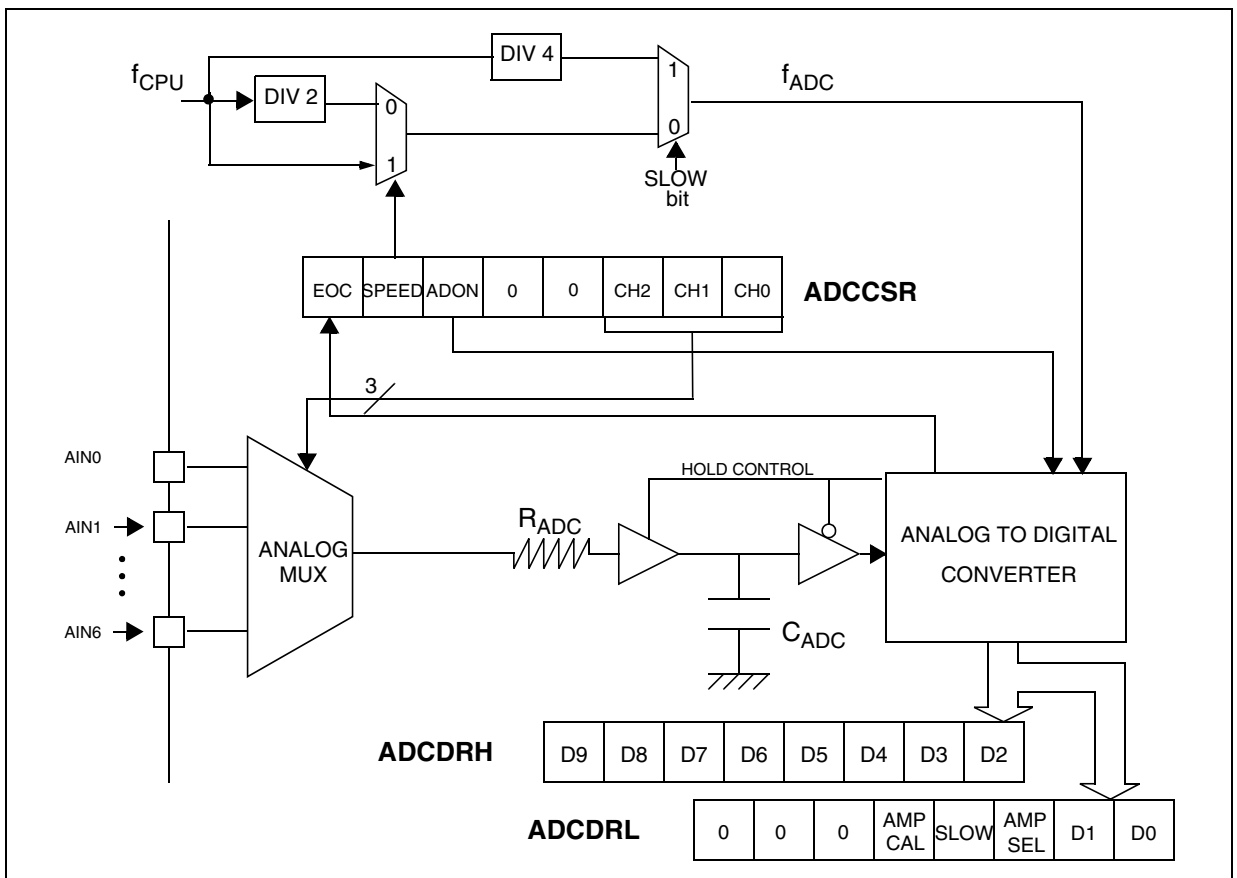 DIV 4
fCPU
DIV 2
0
1
1
0
fADC
SLOW
bit
EOC SPEED ADON 0 0 CH2 CH1 CH0
ADCCSR
3
AIN0
AIN1
AIN6
ANALOG
MUX
RADC
HOLD CONTROL
CADC
ANALOG TO DIGITAL
CONVERTER
ADCDRH
D9 D8 D7 D6 D5 D4 D3 D2
ADCDRL
0 0 0 AMP CAL SLOW AMP SEL D1 D0